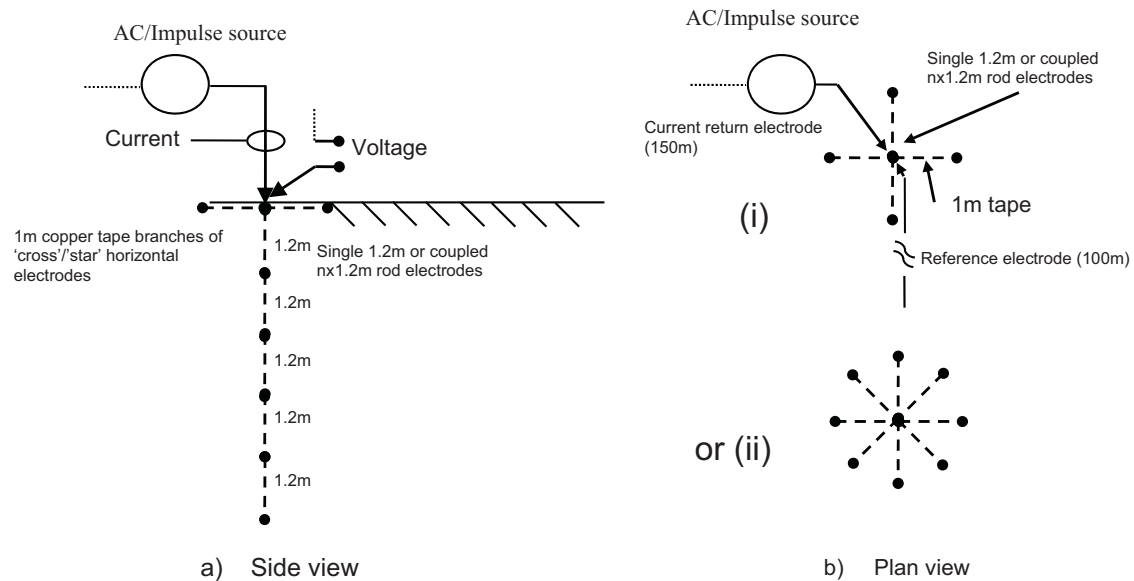 AC/Impulse source
Current
Voltage
1m copper tape branches of
'cross'/'star' horizontal
electrodes
1.2m
Single 1.2m or coupled
nx1.2m rod electrodes
1.2m
1.2m
1.2m
1.2m
a) Side view
AC/Impulse source
Single 1.2m or coupled
nx1.2m rod electrodes
Current return electrode
(150m)
(i)
1m tape
Reference electrode (100m)
or (ii)
b) Plan view